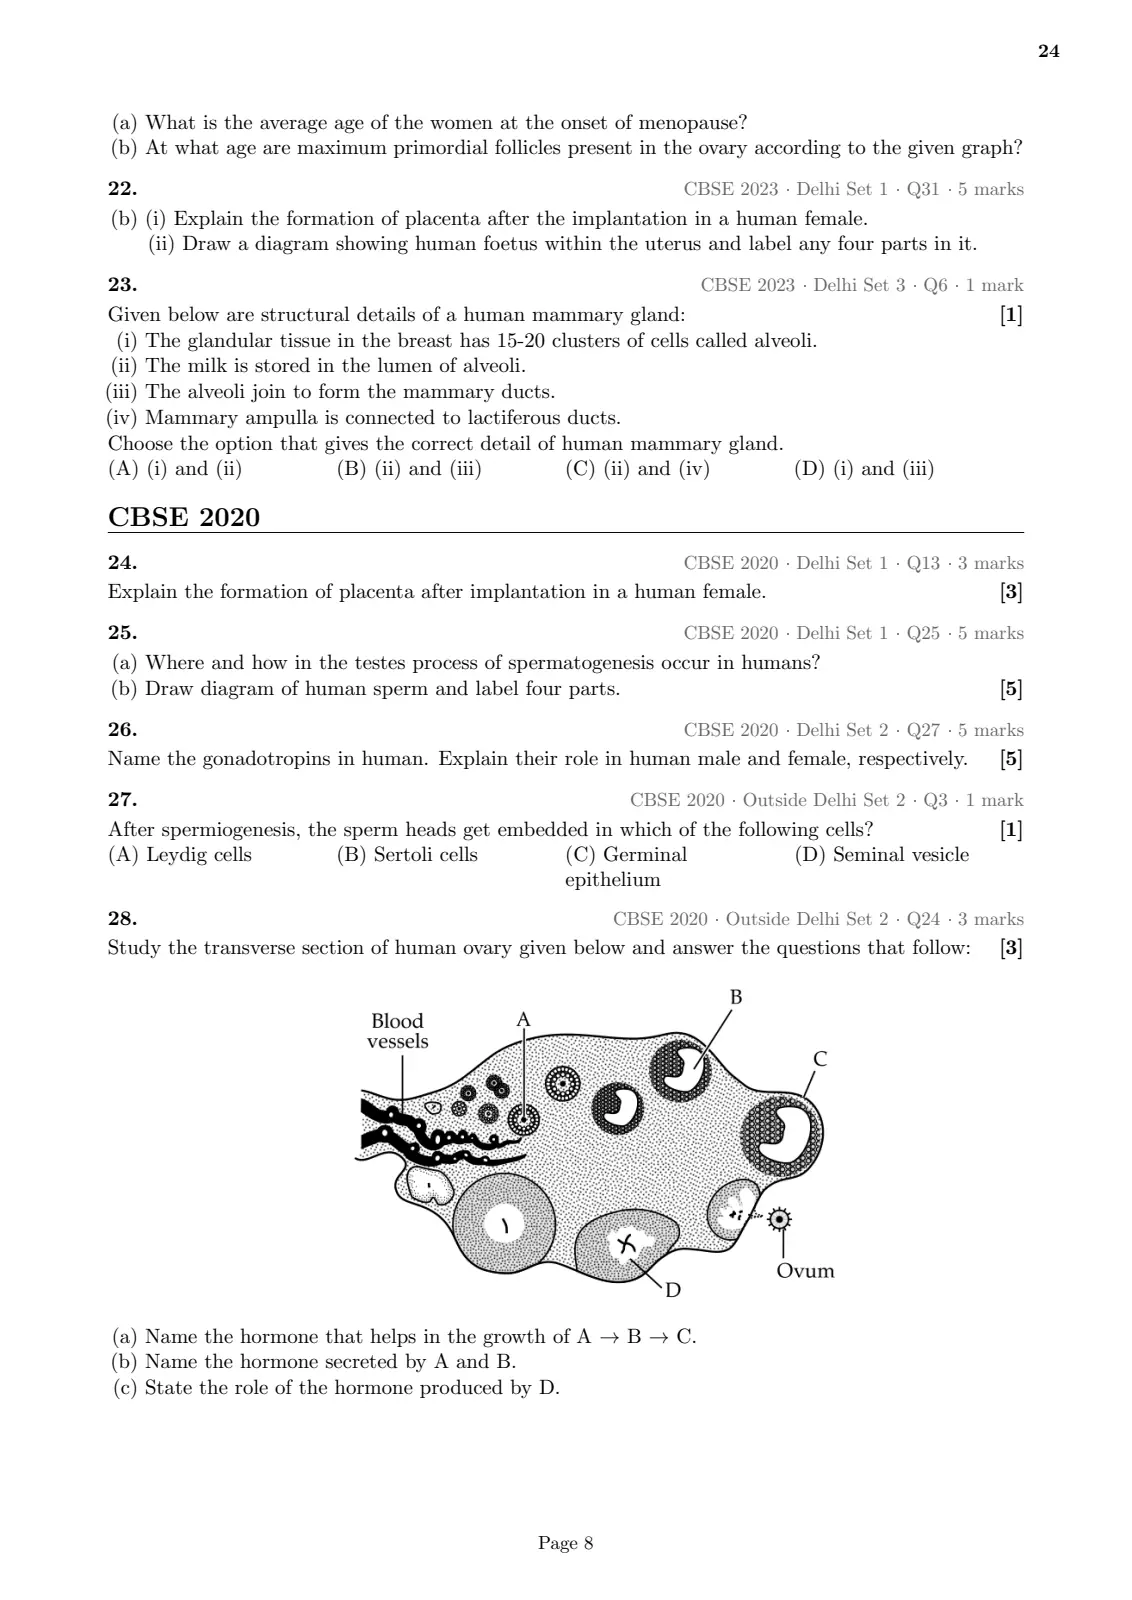 24
(a) What is the average age of the women at the onset of menopause?
(b) At what age are maximum primordial follicles present in the ovary according to the given graph?
22. CBSE 2023 · Delhi Set 1 · Q31 · 5 marks
(b) (i) Explain the formation of placenta after the implantation in a human female.
(ii) Draw a diagram showing human foetus within the uterus and label any four parts in it.
23. CBSE 2023 · Delhi Set 3 · Q6 · 1 mark
Given below are structural details of a human mammary gland: [1]
(i) The glandular tissue in the breast has 15-20 clusters of cells called alveoli.
(ii) The milk is stored in the lumen of alveoli.
(iii) The alveoli join to form the mammary ducts.
(iv) Mammary ampulla is connected to lactiferous ducts.
Choose the option that gives the correct detail of human mammary gland.
(A) (i) and (ii) (B) (ii) and (iii) (C) (ii) and (iv) (D) (i) and (iii)
CBSE 2020
24. CBSE 2020 · Delhi Set 1 · Q13 · 3 marks
Explain the formation of placenta after implantation in a human female. [3]
25. CBSE 2020 · Delhi Set 1 · Q25 · 5 marks
(a) Where and how in the testes process of spermatogenesis occur in humans?
(b) Draw diagram of human sperm and label four parts. [5]
26. CBSE 2020 · Delhi Set 2 · Q27 · 5 marks
Name the gonadotropins in human. Explain their role in human male and female, respectively. [5]
27. CBSE 2020 · Outside Delhi Set 2 · Q3 · 1 mark
After spermiogenesis, the sperm heads get embedded in which of the following cells? [1]
(A) Leydig cells (B) Sertoli cells (C) Germinal (D) Seminal vesicle
epithelium
28. CBSE 2020 · Outside Delhi Set 2 · Q24 · 3 marks
Study the transverse section of human ovary given below and answer the questions that follow: [3]
B
Blood
vessels
A
C
Ovum
D
(a) Name the hormone that helps in the growth of A → B → C.
(b) Name the hormone secreted by A and B.
(c) State the role of the hormone produced by D.
Page 8